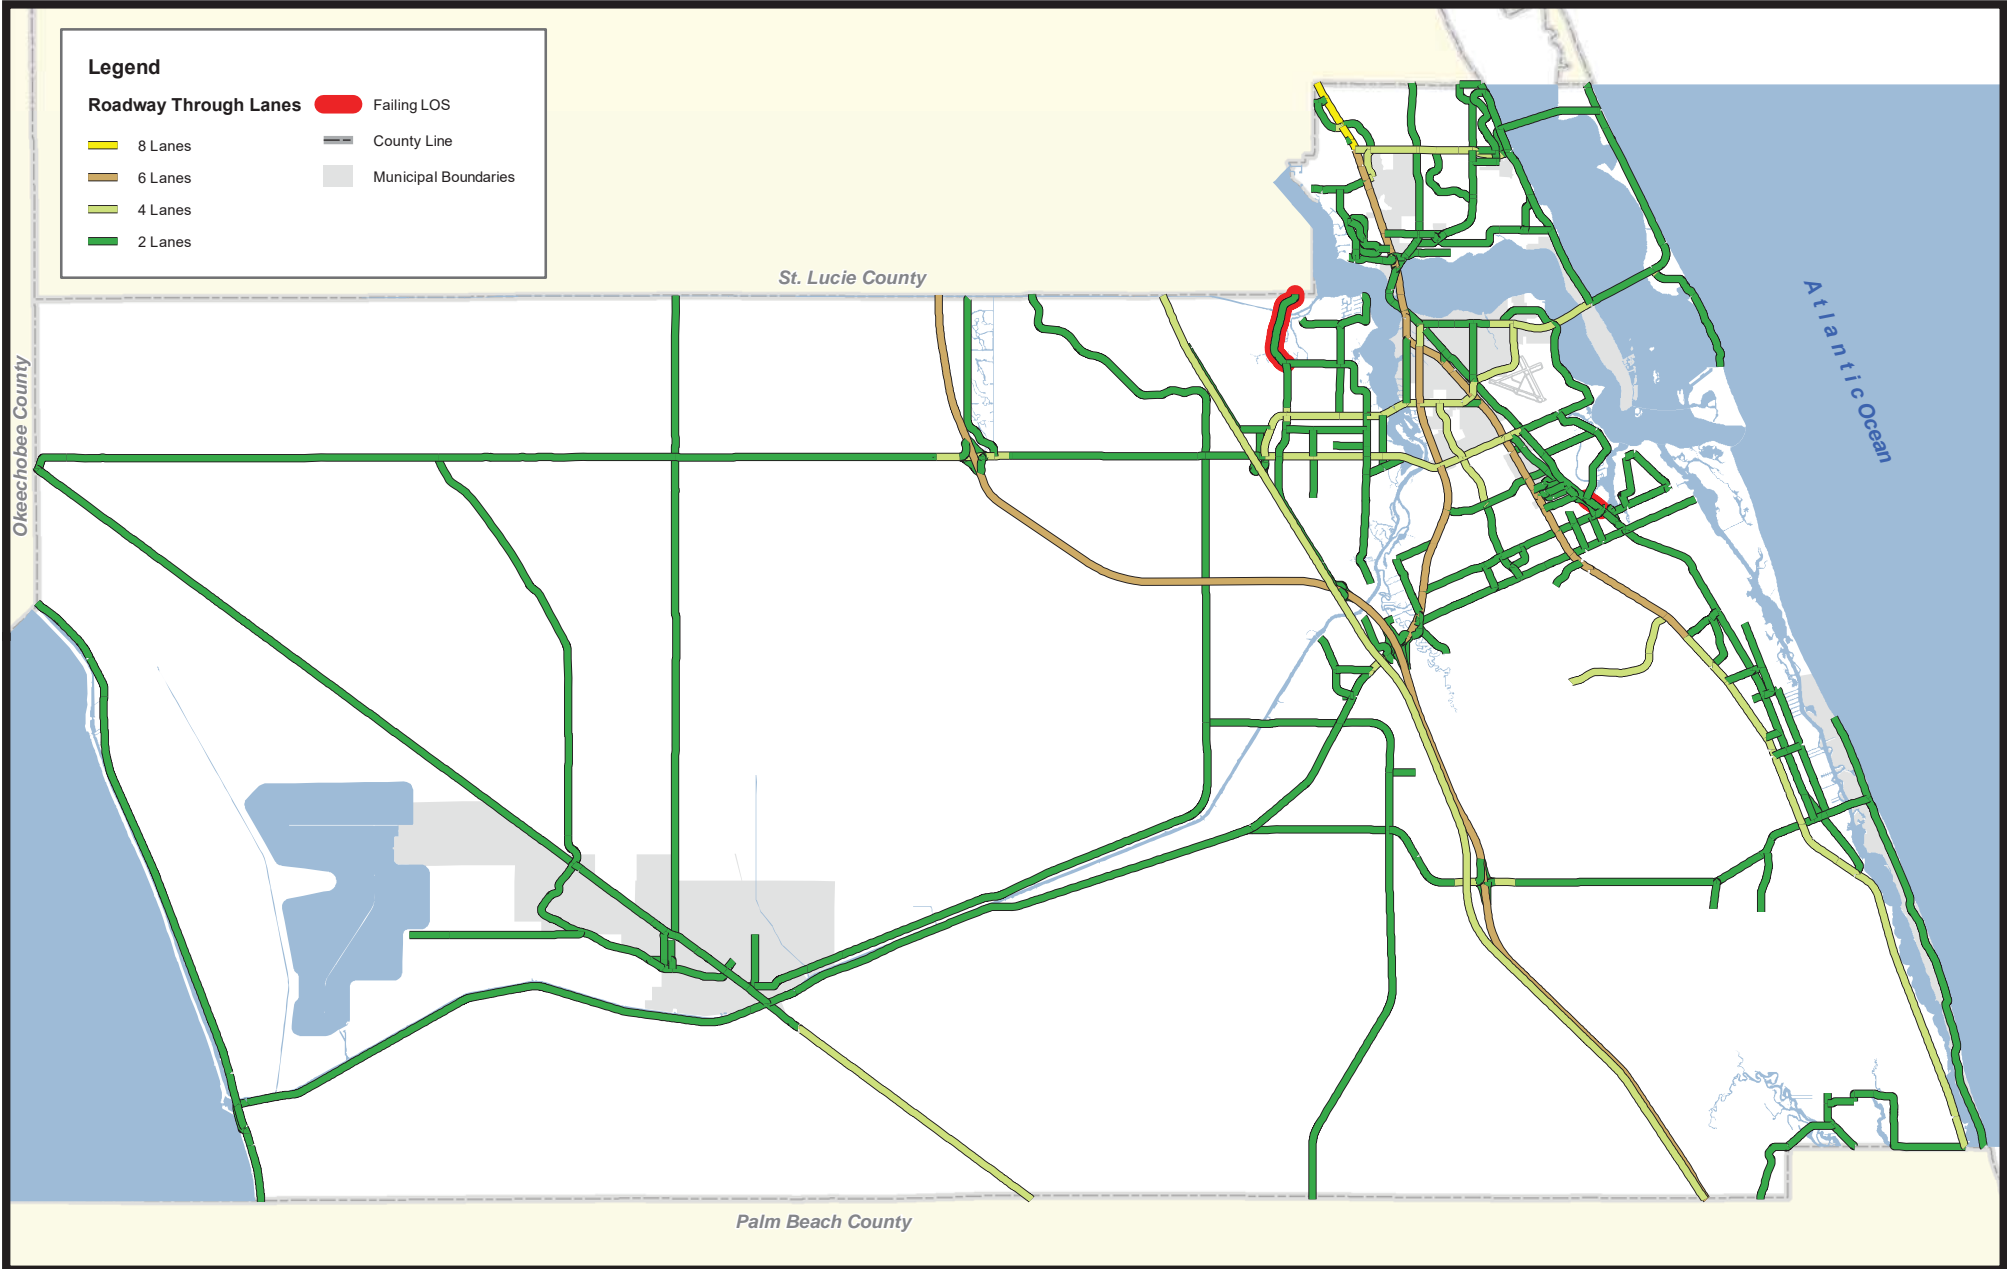 Legend
Roadway Through Lanes
8 Lanes
6 Lanes
4 Lanes
2 Lanes
Failing LOS
County Line
Municipal Boundaries
St. Lucie County
Okeechobee County
Atlantic Ocean
Palm Beach County